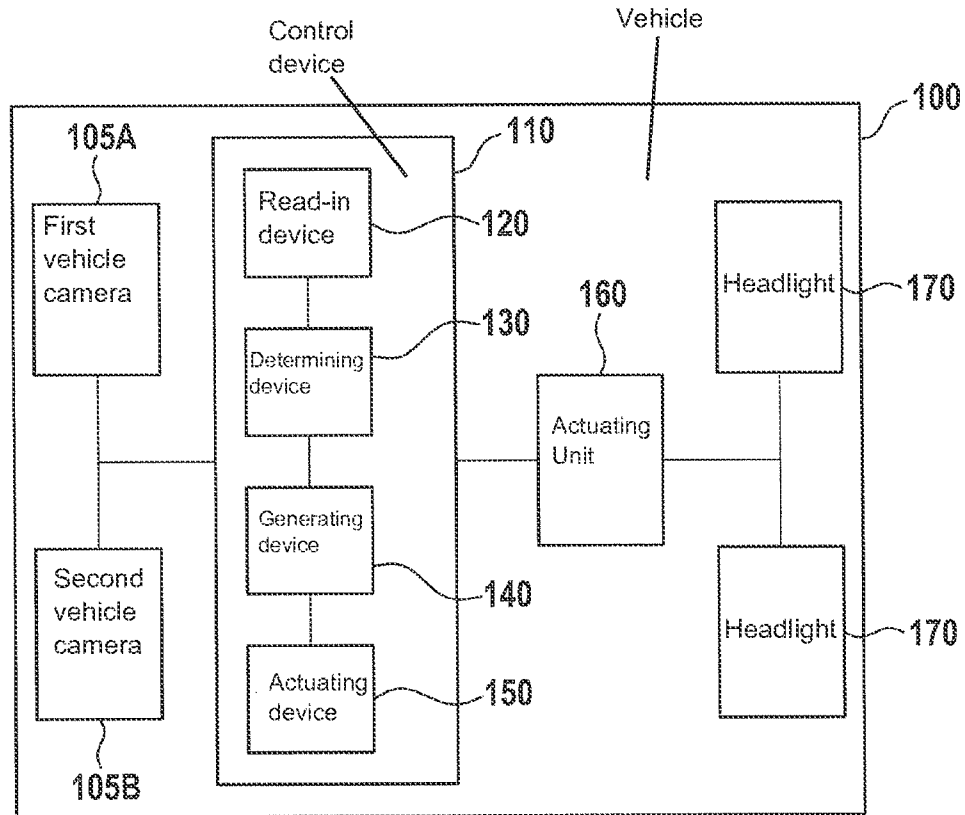 Control
device
Vehicle
100
105A
110
First
vehicle
camera
Read-in
device
120
Headlight
170
130
160
Determining
device
Actuating
Unit
Generating
device
140
Second
vehicle
camera
Headlight
170
Actuating
device
150
105B